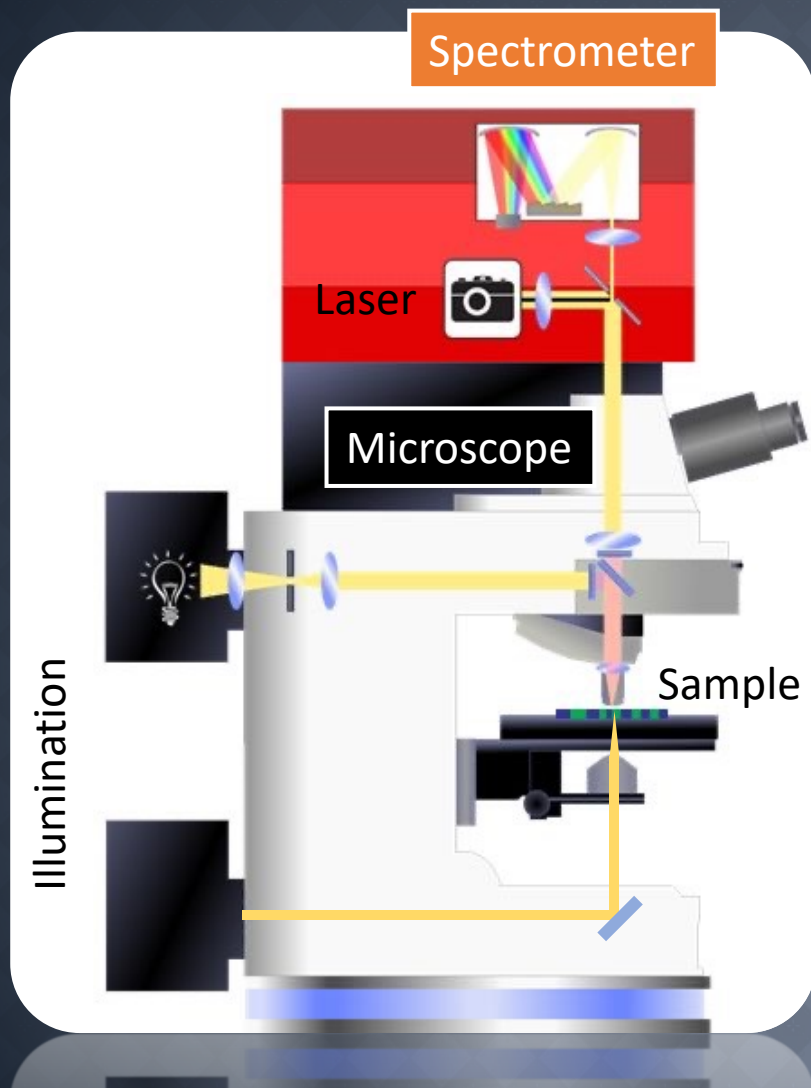 Spectrometer
Laser
Microscope
Sample
Illumination